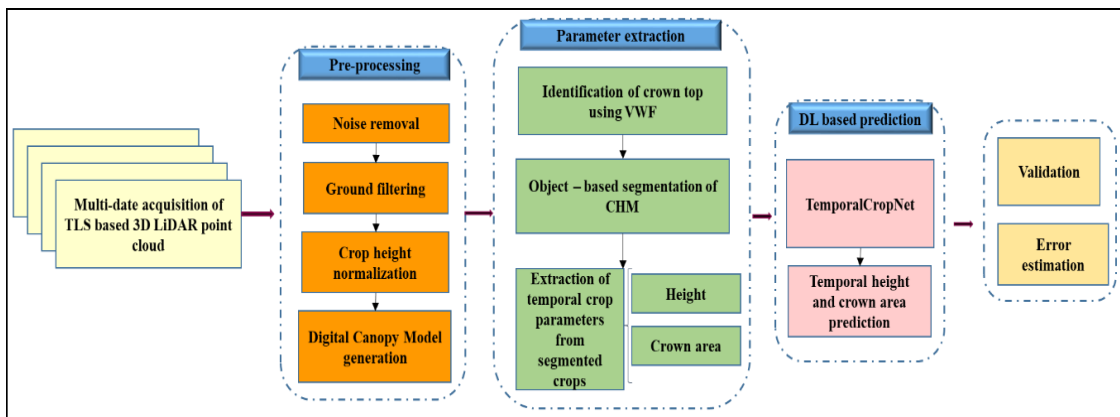 Multi-date acquisition of
TLS based 3D LiDAR point
cloud
Pre-processing
Noise removal
Ground filtering
Crop height
normalization
Digital Canopy Model
generation
Parameter extraction
Identification of crown top
using VWF
Object – based segmentation of
CHM
Extraction of
temporal crop
parameters
from
segmented
crops
Height
Crown area
DL based prediction
TemporalCropNet
Temporal height
and crown area
prediction
Validation
Error
estimation